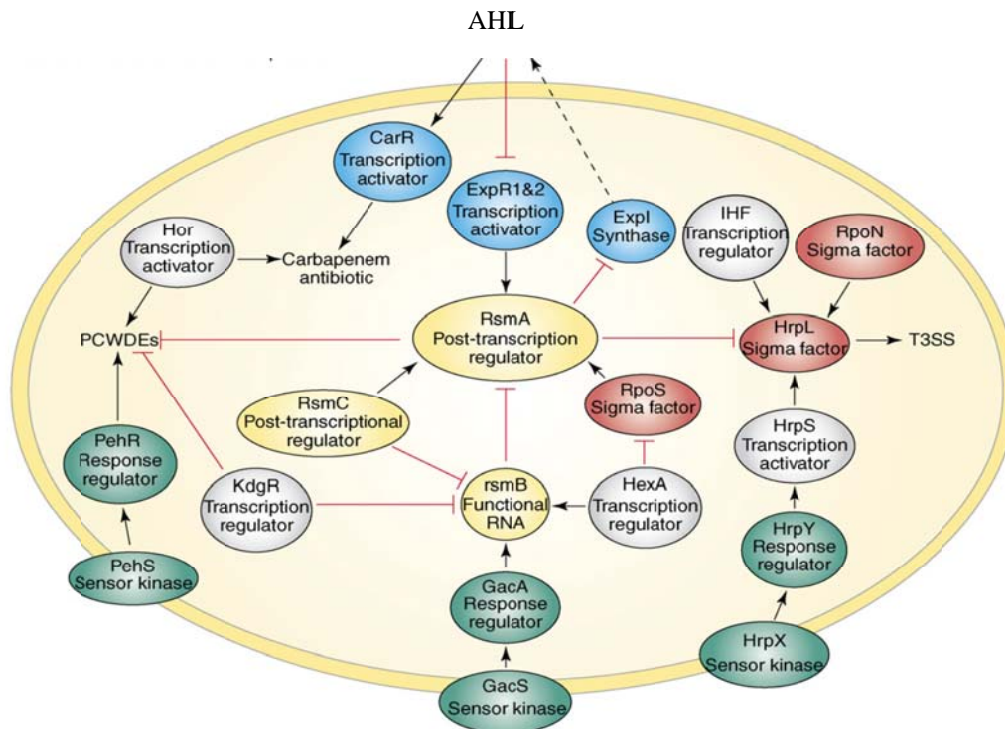 AHL
CarR
Transcription
activator
ExpR1&2
Transcription
activator
ExpI
Synthase
IHF
Transcription
regulator
RpoN
Sigma factor
Hor
Transcription
activator
Carbapenem
antibiotic
PCWDEs
RsmA
Post-transcription
regulator
HrpL
Sigma factor
T3SS
RsmC
Post-transcriptional
regulator
RpoS
Sigma factor
PehR
Response
regulator
HrpS
Transcription
activator
KdgR
Transcription
regulator
rsmB
Functional
RNA
HexA
Transcription
regulator
HrpY
Response
regulator
PehS
Sensor kinase
GacA
Response
regulator
HrpX
Sensor kinase
GacS
Sensor kinase